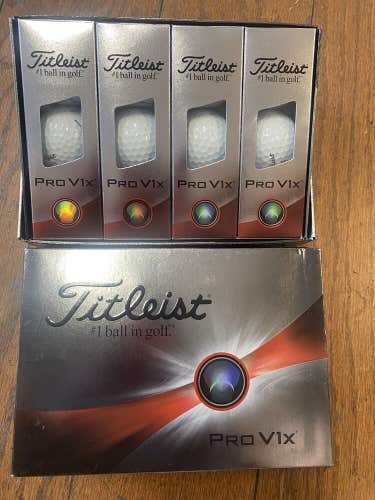 Titleist
#1 ball in golf.
PRO V1x
Titleist
#1 ball in golf.
PRO V1x
Titleist
#1 ball in golf.
PRO V1x
Titleist
#1 ball in golf.
PRO V1x
Titleist
#1 ball in golf.™
PRO V1x